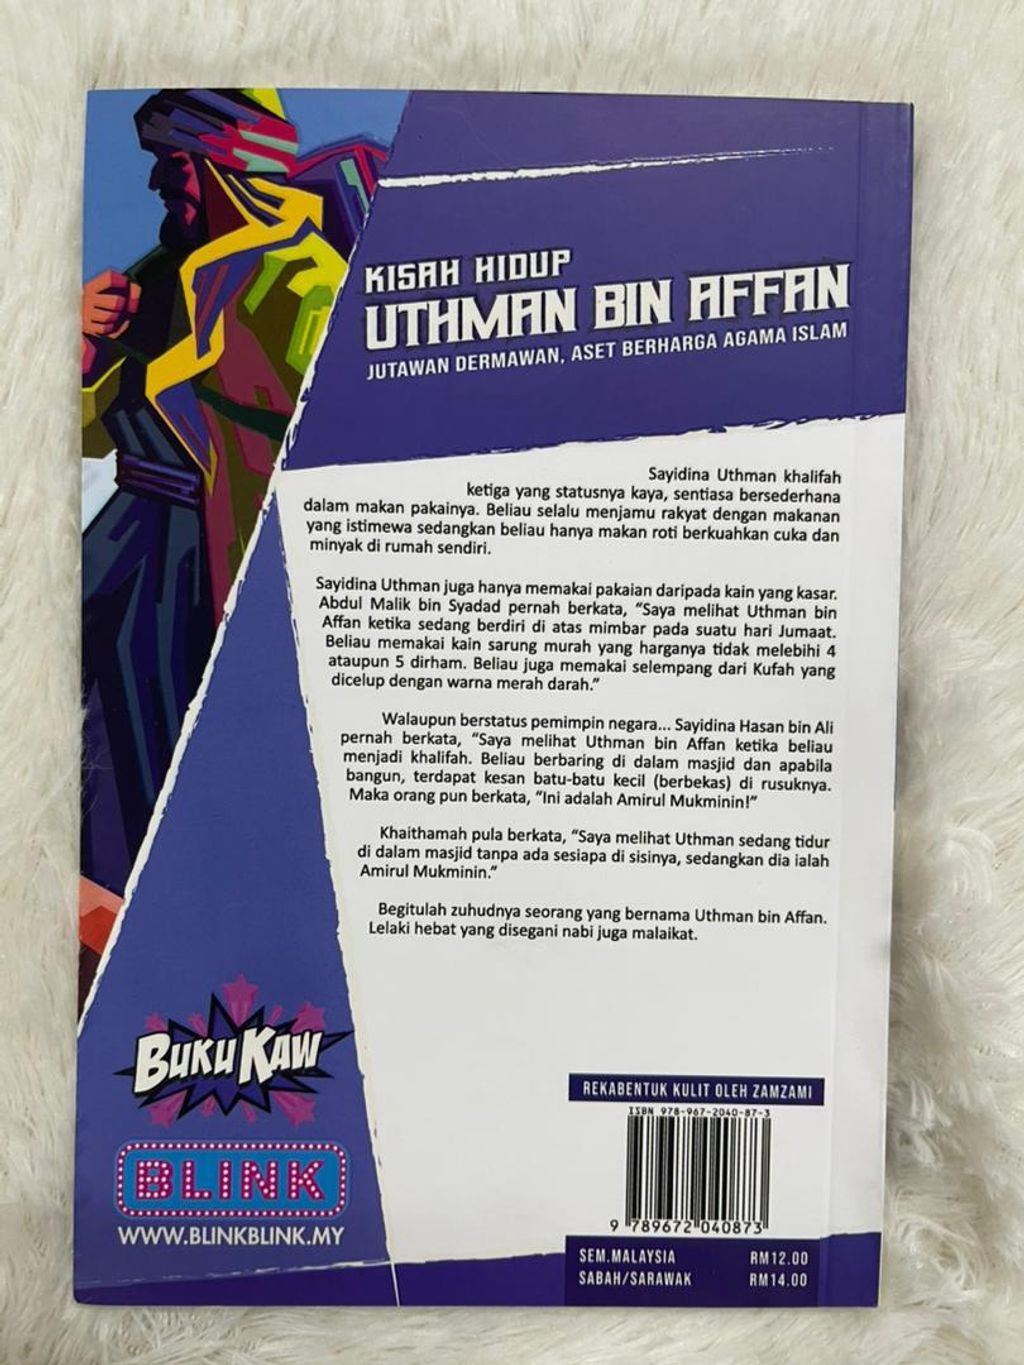 KISAH HIDUP
UTHMAN BIN AFFAN
JUTAWAN DERMAWAN, ASET BERHARGA AGAMA ISLAM
Sayidina Uthman khalifah
ketiga yang statusnya kaya, sentiasa bersederhana
dalam makan pakainya. Beliau selalu menjamu rakyat dengan makanan
yang istimewa sedangkan beliau hanya makan roti berkuahkan cuka dan
minyak di rumah sendiri.
Sayidina Uthman juga hanya memakai pakaian daripada kain yang kasar.
Abdul Malik bin Syadad pernah berkata, “Saya melihat Uthman bin
Affan ketika sedang berdiri di atas mimbar pada suatu hari Jumaat.
Beliau memakai kain sarung murah yang harganya tidak melebihi 4
ataupun 5 dirham. Beliau juga memakai selempang dari Kufah yang
dicelup dengan warna merah darah.”
Walaupun berstatus pemimpin negara... Sayidina Hasan bin Ali
pernah berkata, “Saya melihat Uthman bin Affan ketika beliau
menjadi khalifah. Beliau berbaring di dalam masjid dan apabila
bangun, terdapat kesan batu-batu kecil (berbekas) di rusuknya.
Maka orang pun berkata, “Ini adalah Amirul Mukminin!”
Khaithamah pula berkata, “Saya melihat Uthman sedang tidur
di dalam masjid tanpa ada sesiapa di sisinya, sedangkan dia ialah
Amirul Mukminin.”
Begitulah zuhudnya seorang yang bernama Uthman bin Affan.
Lelaki hebat yang disegani nabi juga malaikat.
BUKU KAW
BLINK
WWW.BLINKBLINK.MY
REKABENTUK KULIT OLEH ZAMZAMI
ISBN 978-967-2040-87-3
9 789672 040873
SEM.MALAYSIA RM12.00
SABAH/SARAWAK RM14.00